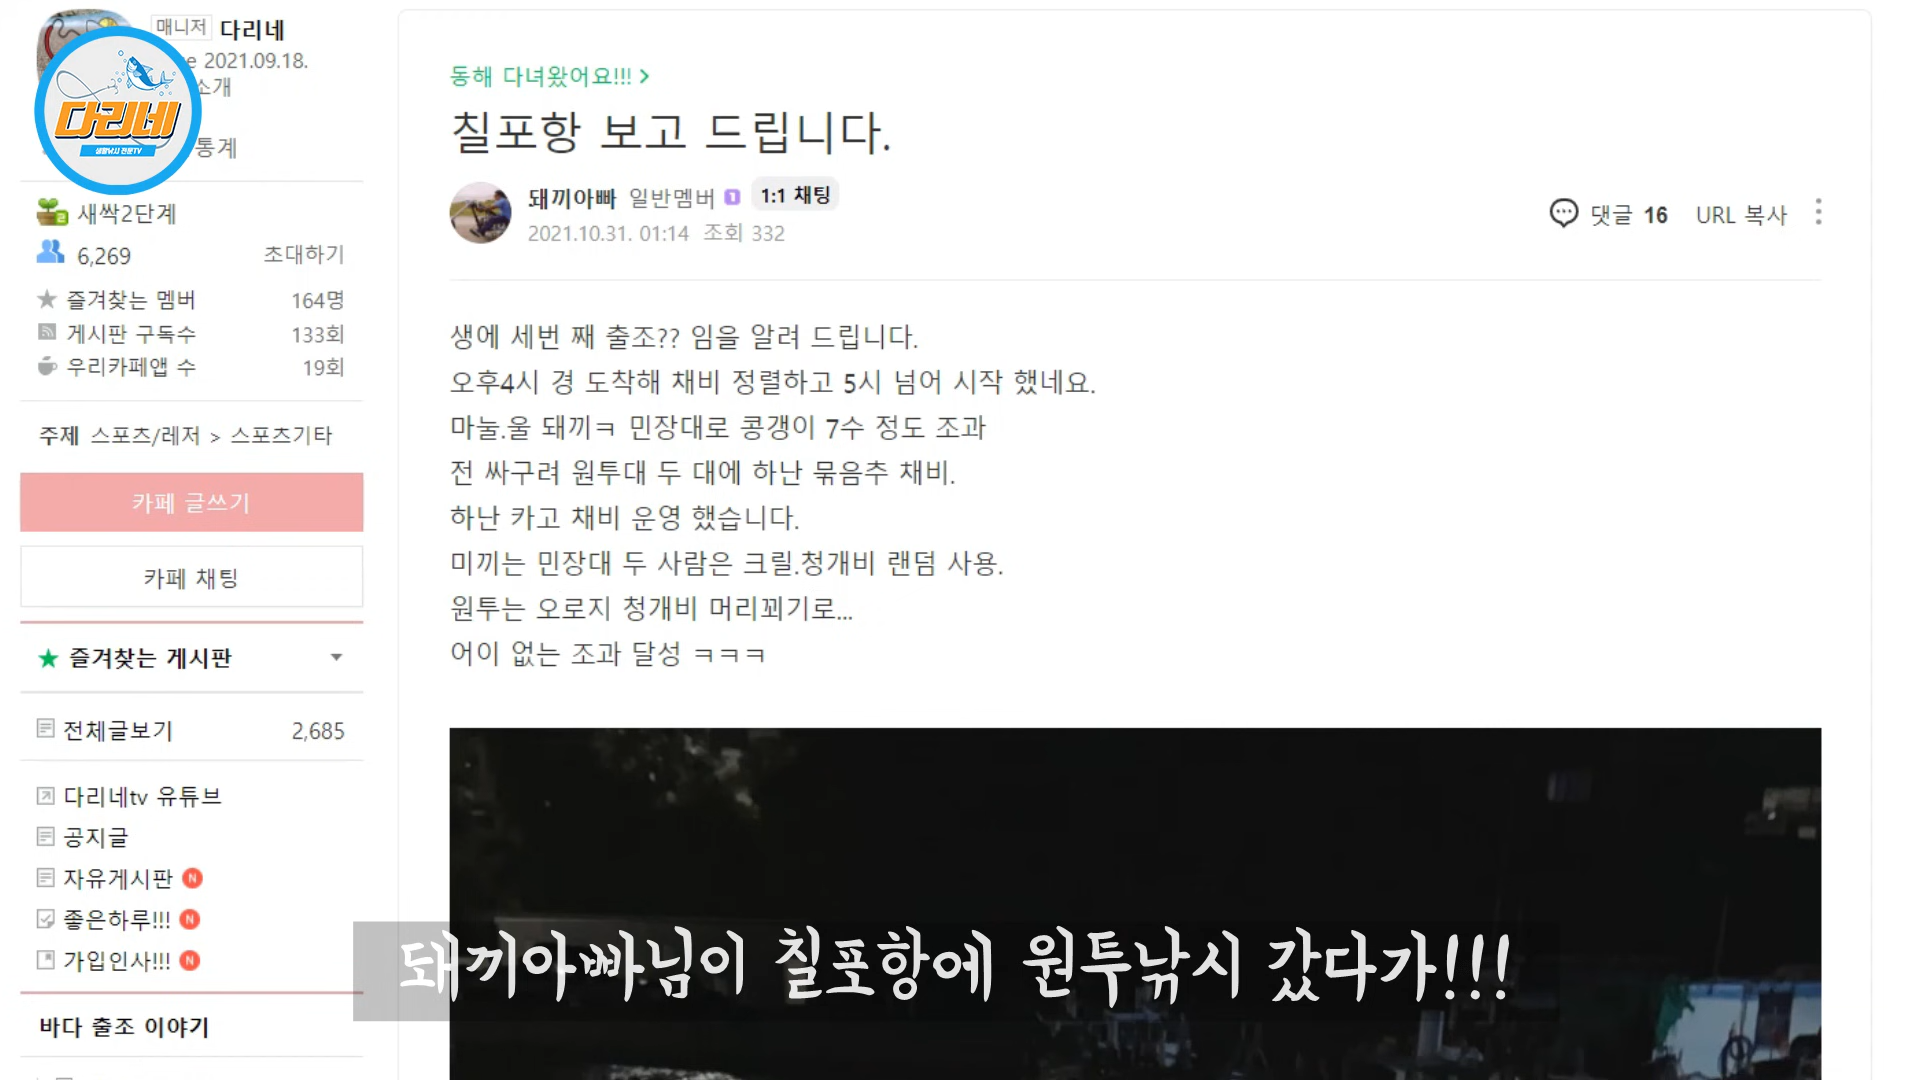 매니저 다리네
2021.09.18.
소개
통계
다리네
생활낚시 전문TV
새싹2단계
6,269 초대하기
즐겨찾는 멤버 164명
게시판 구독수 133회
우리카페앱 수 19회
주제 스포츠/레저 > 스포츠기타
카페 글쓰기
카페 채팅
즐겨찾는 게시판
전체글보기 2,685
다리네tv 유튜브
공지글
자유게시판 N
좋은하루!!! N
가입인사!!! N
바다 출조 이야기
동해 다녀왔어요!!! >
칠포항 보고 드립니다.
돼끼아빠 일반멤버 1 1:1 채팅
2021.10.31. 01:14 조회 332
댓글 16 URL 복사
생에 세번 째 출조?? 임을 알려 드립니다.
오후4시 경 도착해 채비 정렬하고 5시 넘어 시작 했네요.
마눌.울 돼끼ㅋ 민장대로 콩갱이 7수 정도 조과
전 싸구려 원투대 두 대에 하난 묶음추 채비.
하난 카고 채비 운영 했습니다.
미끼는 민장대 두 사람은 크릴.청개비 랜덤 사용.
원투는 오로지 청개비 머리꾀기로...
어이 없는 조과 달성 ㅋㅋㅋ
돼끼아빠님이 칠포항에 원투낚시 갔다가!!!